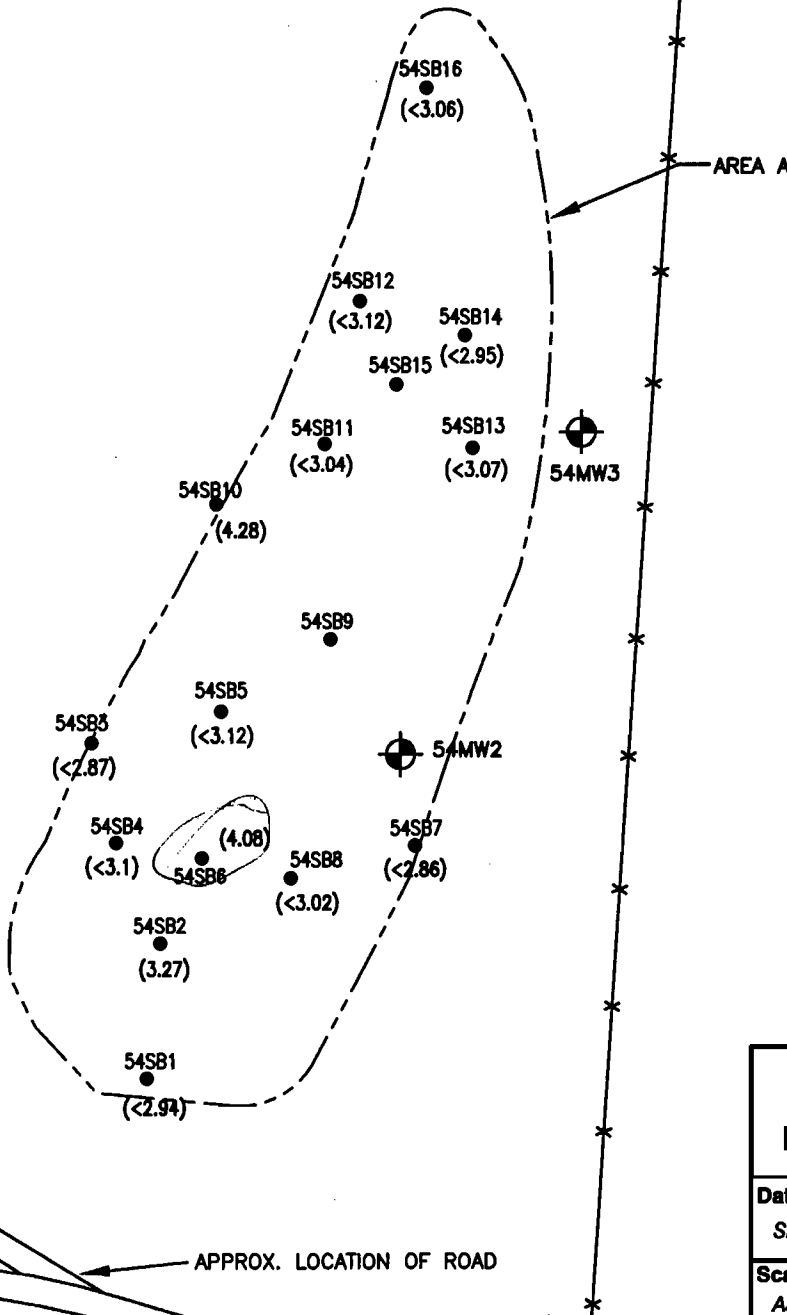 54SB16
(<3.06)
AREA A
54SB12
(<3.12)
54SB14
(<2.95)
54SB15
54SB11
(<3.04)
54SB13
(<3.07)
54MW3
54SB10
(4.28)
54SB9
54SB5
(<3.12)
54SB3
(<2.87)
54MW2
54SB4
(<3.1)
(4.08)
54SB6
54SB8
(<3.02)
54SB7
(<2.86)
54SB2
(3.27)
54SB1
(<2.94)
APPROX. LOCATION OF ROAD
Dat
S
Sca
A